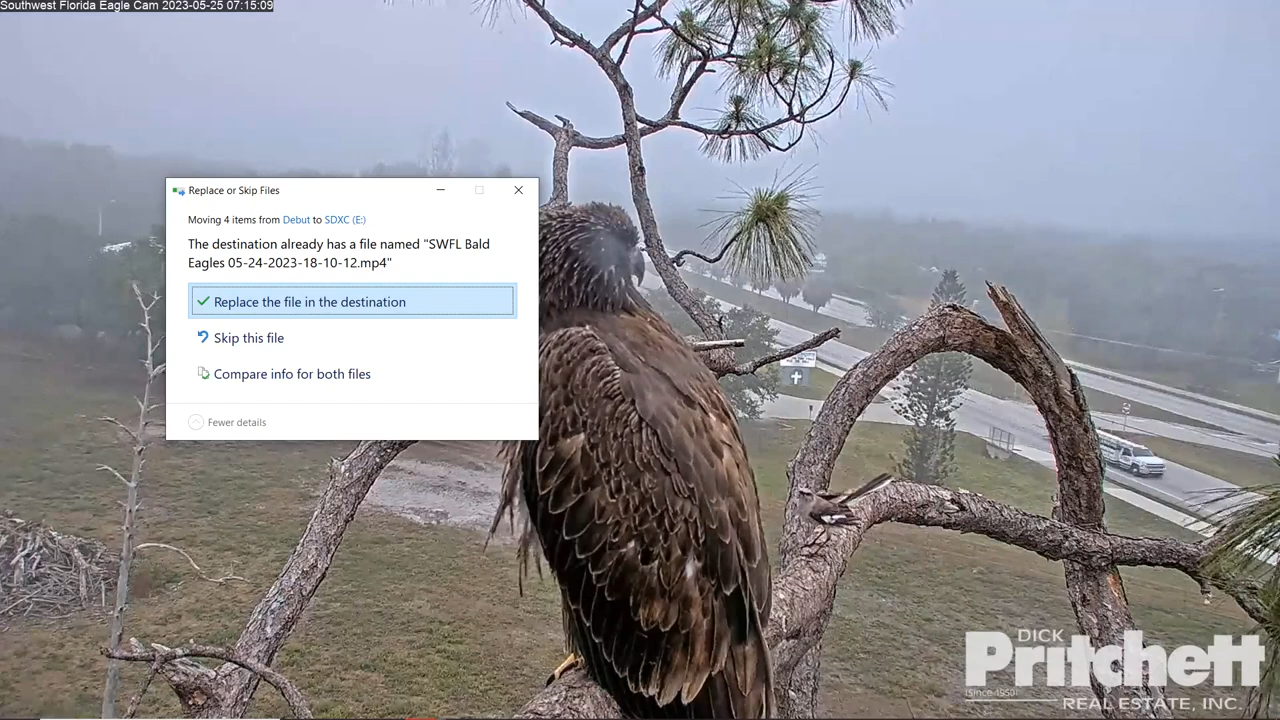 Southwest Florida Eagle Cam 2023-05-25 07:15:09
Replace or Skip Files
Moving 4 items from Debut to SDXC (E:)
The destination already has a file named "SWFL Bald
Eagles 05-24-2023-18-10-12.mp4"
Replace the file in the destination
Skip this file
Compare info for both files
Fewer details
DICK
Pritchett
(Since 1950)
REAL ESTATE, INC.